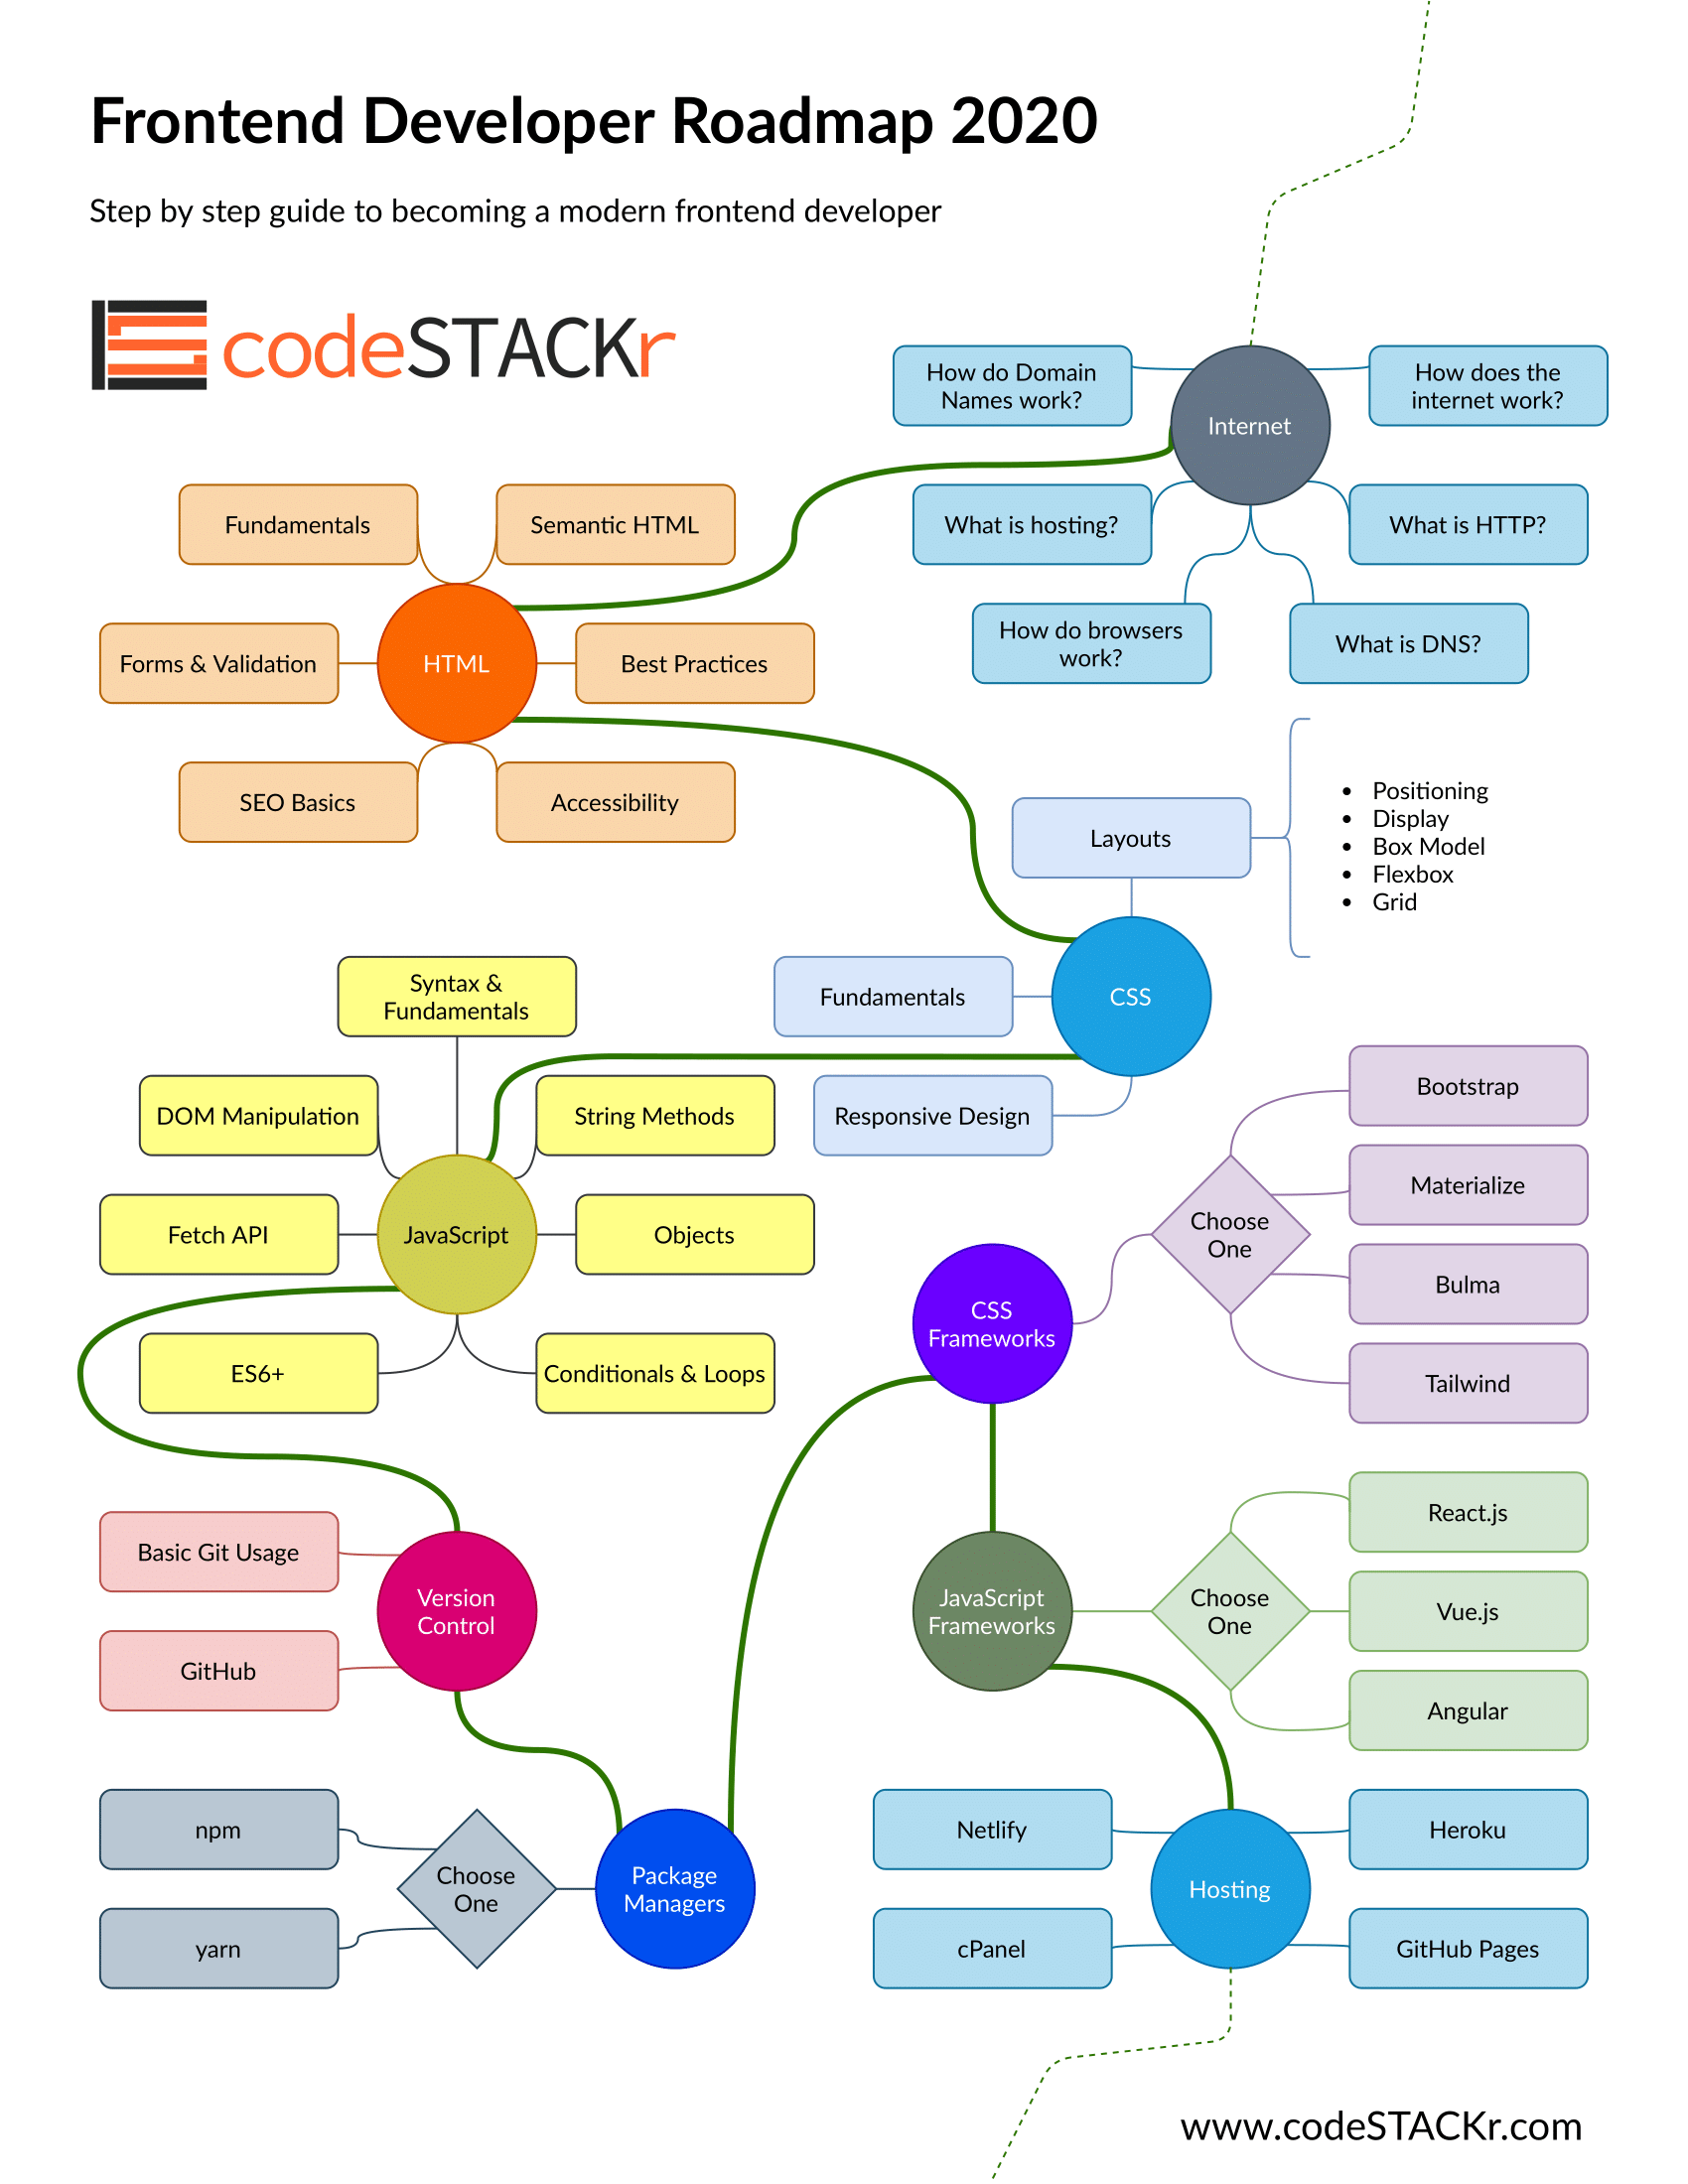 Frontend Developer Roadmap 2020
Step by step guide to becoming a modern frontend developer
codeSTACKr
How do Domain
Names work?
Internet
How does the
internet work?
What is hosting?
What is HTTP?
How do browsers
work?
What is DNS?
Fundamentals
Semantic HTML
Forms & Validation
HTML
Best Practices
SEO Basics
Accessibility
Layouts
• Positioning
• Display
• Box Model
• Flexbox
• Grid
Fundamentals
CSS
Responsive Design
Syntax &
Fundamentals
DOM Manipulation
String Methods
Fetch API
JavaScript
Objects
ES6+
Conditionals & Loops
Basic Git Usage
Version
Control
GitHub
npm
yarn
Choose
One
Package
Managers
CSS
Frameworks
Choose
One
Bootstrap
Materialize
Bulma
Tailwind
JavaScript
Frameworks
Choose
One
React.js
Vue.js
Angular
Netlify
Heroku
Hosting
cPanel
GitHub Pages
www.codeSTACKr.com